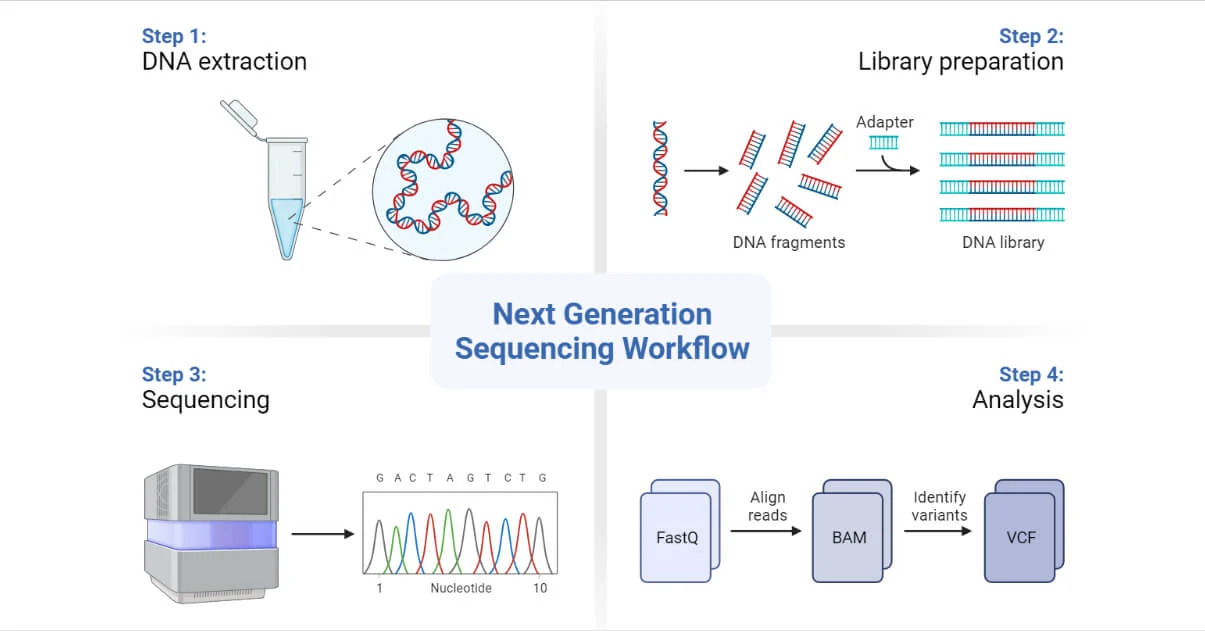 Step 1:
DNA extraction
Step 2:
Library preparation
Adapter
DNA fragments
DNA library
Next Generation
Sequencing Workflow
Step 3:
Sequencing
G A C T A G T C T G
1 Nucleotide 10
Step 4:
Analysis
FastQ
Align
reads
BAM
Identify
variants
VCF